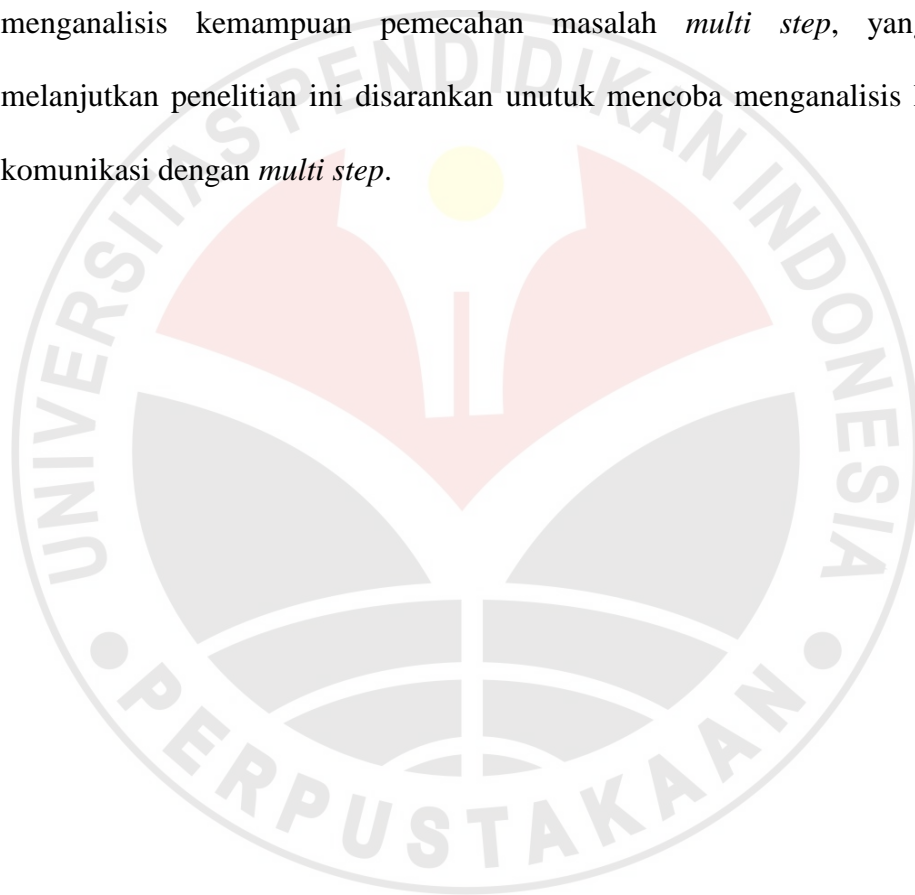 menganalisis kemampuan pemecahan masalah multi step, yang
melanjutkan penelitian ini disarankan unutuk mencoba menganalisis
komunikasi dengan multi step.
UNIVERSITAS PENDIDIKAN INDONESIA
PERPUSTAKAAN